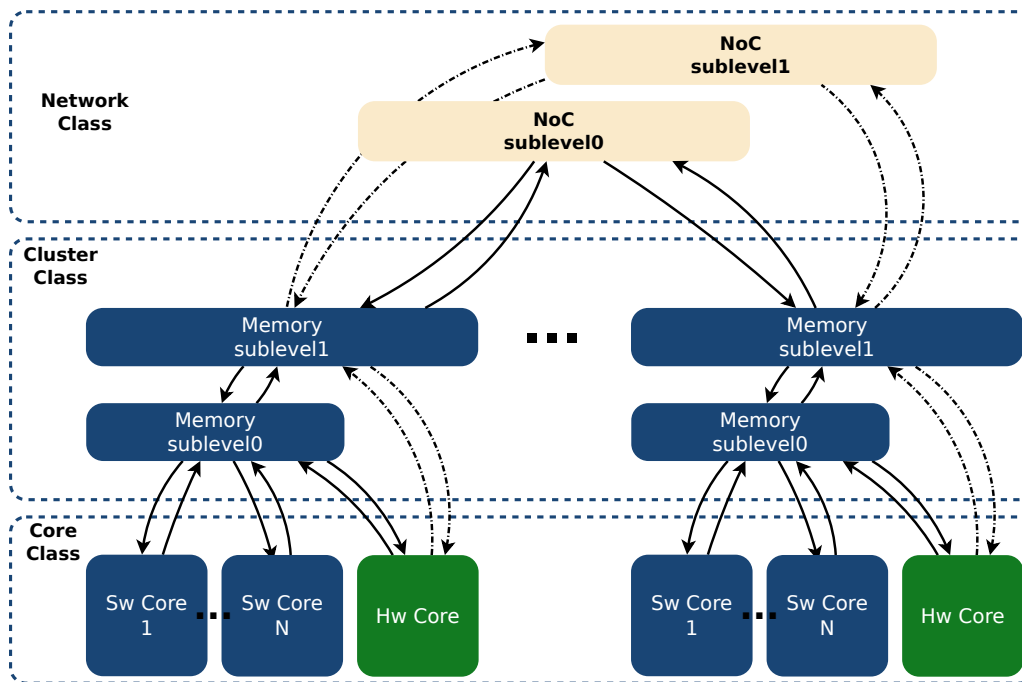 NoC
sublevel1
Network
Class
NoC
sublevel0
Cluster
Class
Memory
sublevel1
Memory
sublevel1
Memory
sublevel0
Memory
sublevel0
Core
Class
Sw Core
1
Sw Core
N
Hw Core
Sw Core
1
Sw Core
N
Hw Core